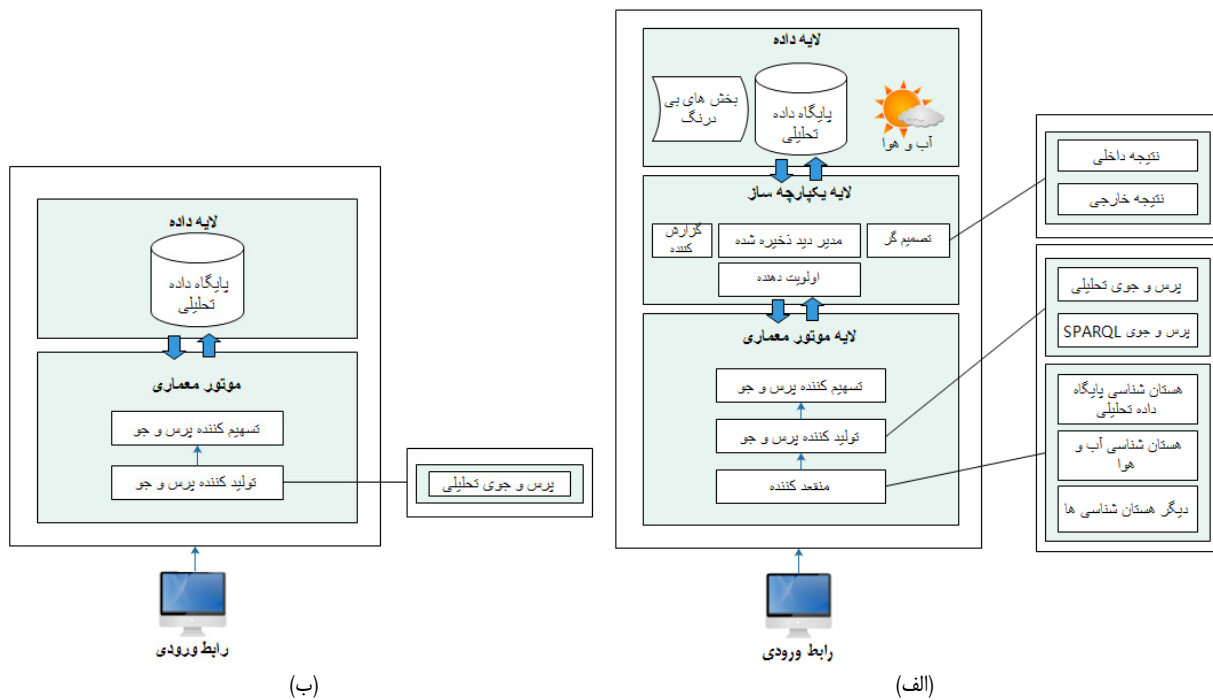 لایه داده
بخش های بی
درنگ
پایگاه داده
تحلیلی
آب و هوا
لایه یکپارچه ساز
گزارش
کننده
مدیر دید ذخیره شده
تصمیم گر
اولویت دهنده
لایه موتور معماری
تسهیم کننده پرس و جو
تولید کننده پرس و جو
منقعد کننده
رابط ورودی
(الف)
نتیجه داخلی
نتیجه خارجی
پرس و جوی تحلیلی
پرس و جوی SPARQL
هستان شناسی پایگاه
داده تحلیلی
هستان شناسی آب و
هوا
دیگر هستان شناسی ها
لایه داده
پایگاه داده
تحلیلی
موتور معماری
تسهیم کننده پرس و جو
تولید کننده پرس و جو
پرس و جوی تحلیلی
رابط ورودی
(ب)